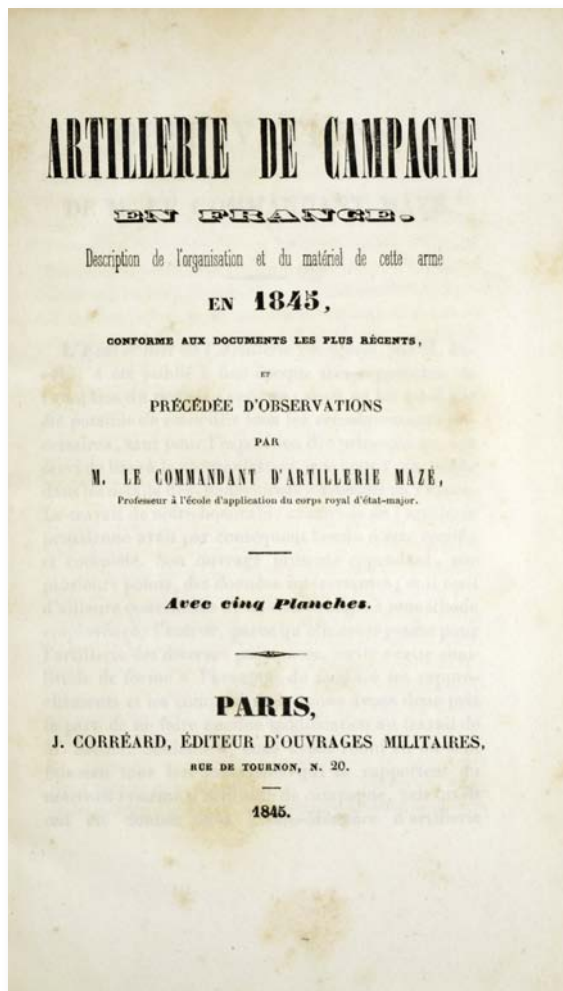 ARTILLERIE DE CAMPAGNE
EN FRANCE.
Description de l'organisation et du matériel de cette arme
EN 1845,
CONFORME AUX DOCUMENTS LES PLUS RÉCENTS,
ET
PRÉCÉDÉE D'OBSERVATIONS
PAR
M. LE COMMANDANT D'ARTILLERIE MAZÉ,
Professeur à l'école d'application du corps royal d'état-major.
Avec cinq Planches.
PARIS,
J. CORRÉARD, ÉDITEUR D'OUVRAGES MILITAIRES,
RUE DE TOURNON, N. 20.
1845.